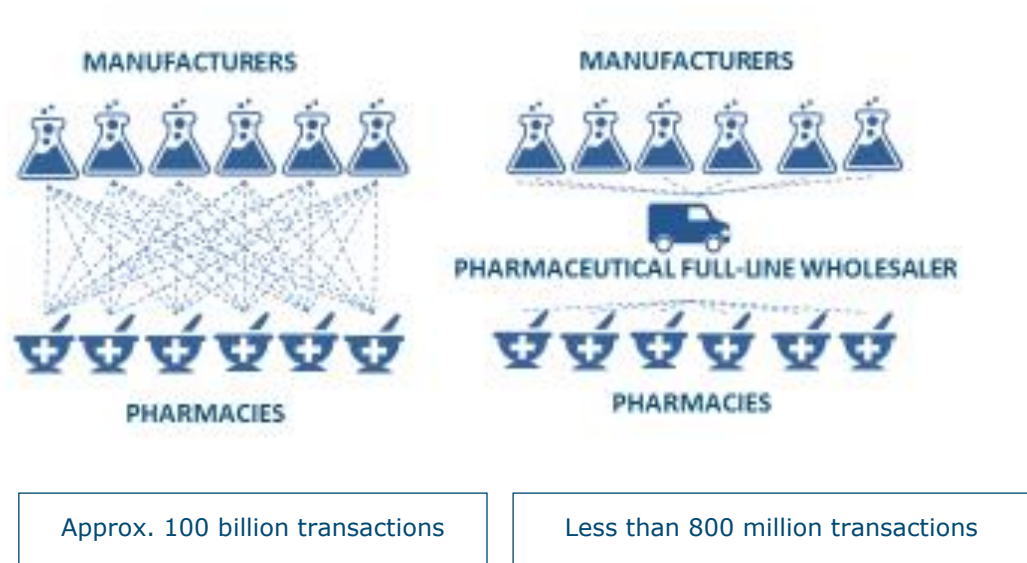 MANUFACTURERS
PHARMACIES
MANUFACTURERS
PHARMACEUTICAL FULL-LINE WHOLESALER
PHARMACIES
Approx. 100 billion transactions
Less than 800 million transactions